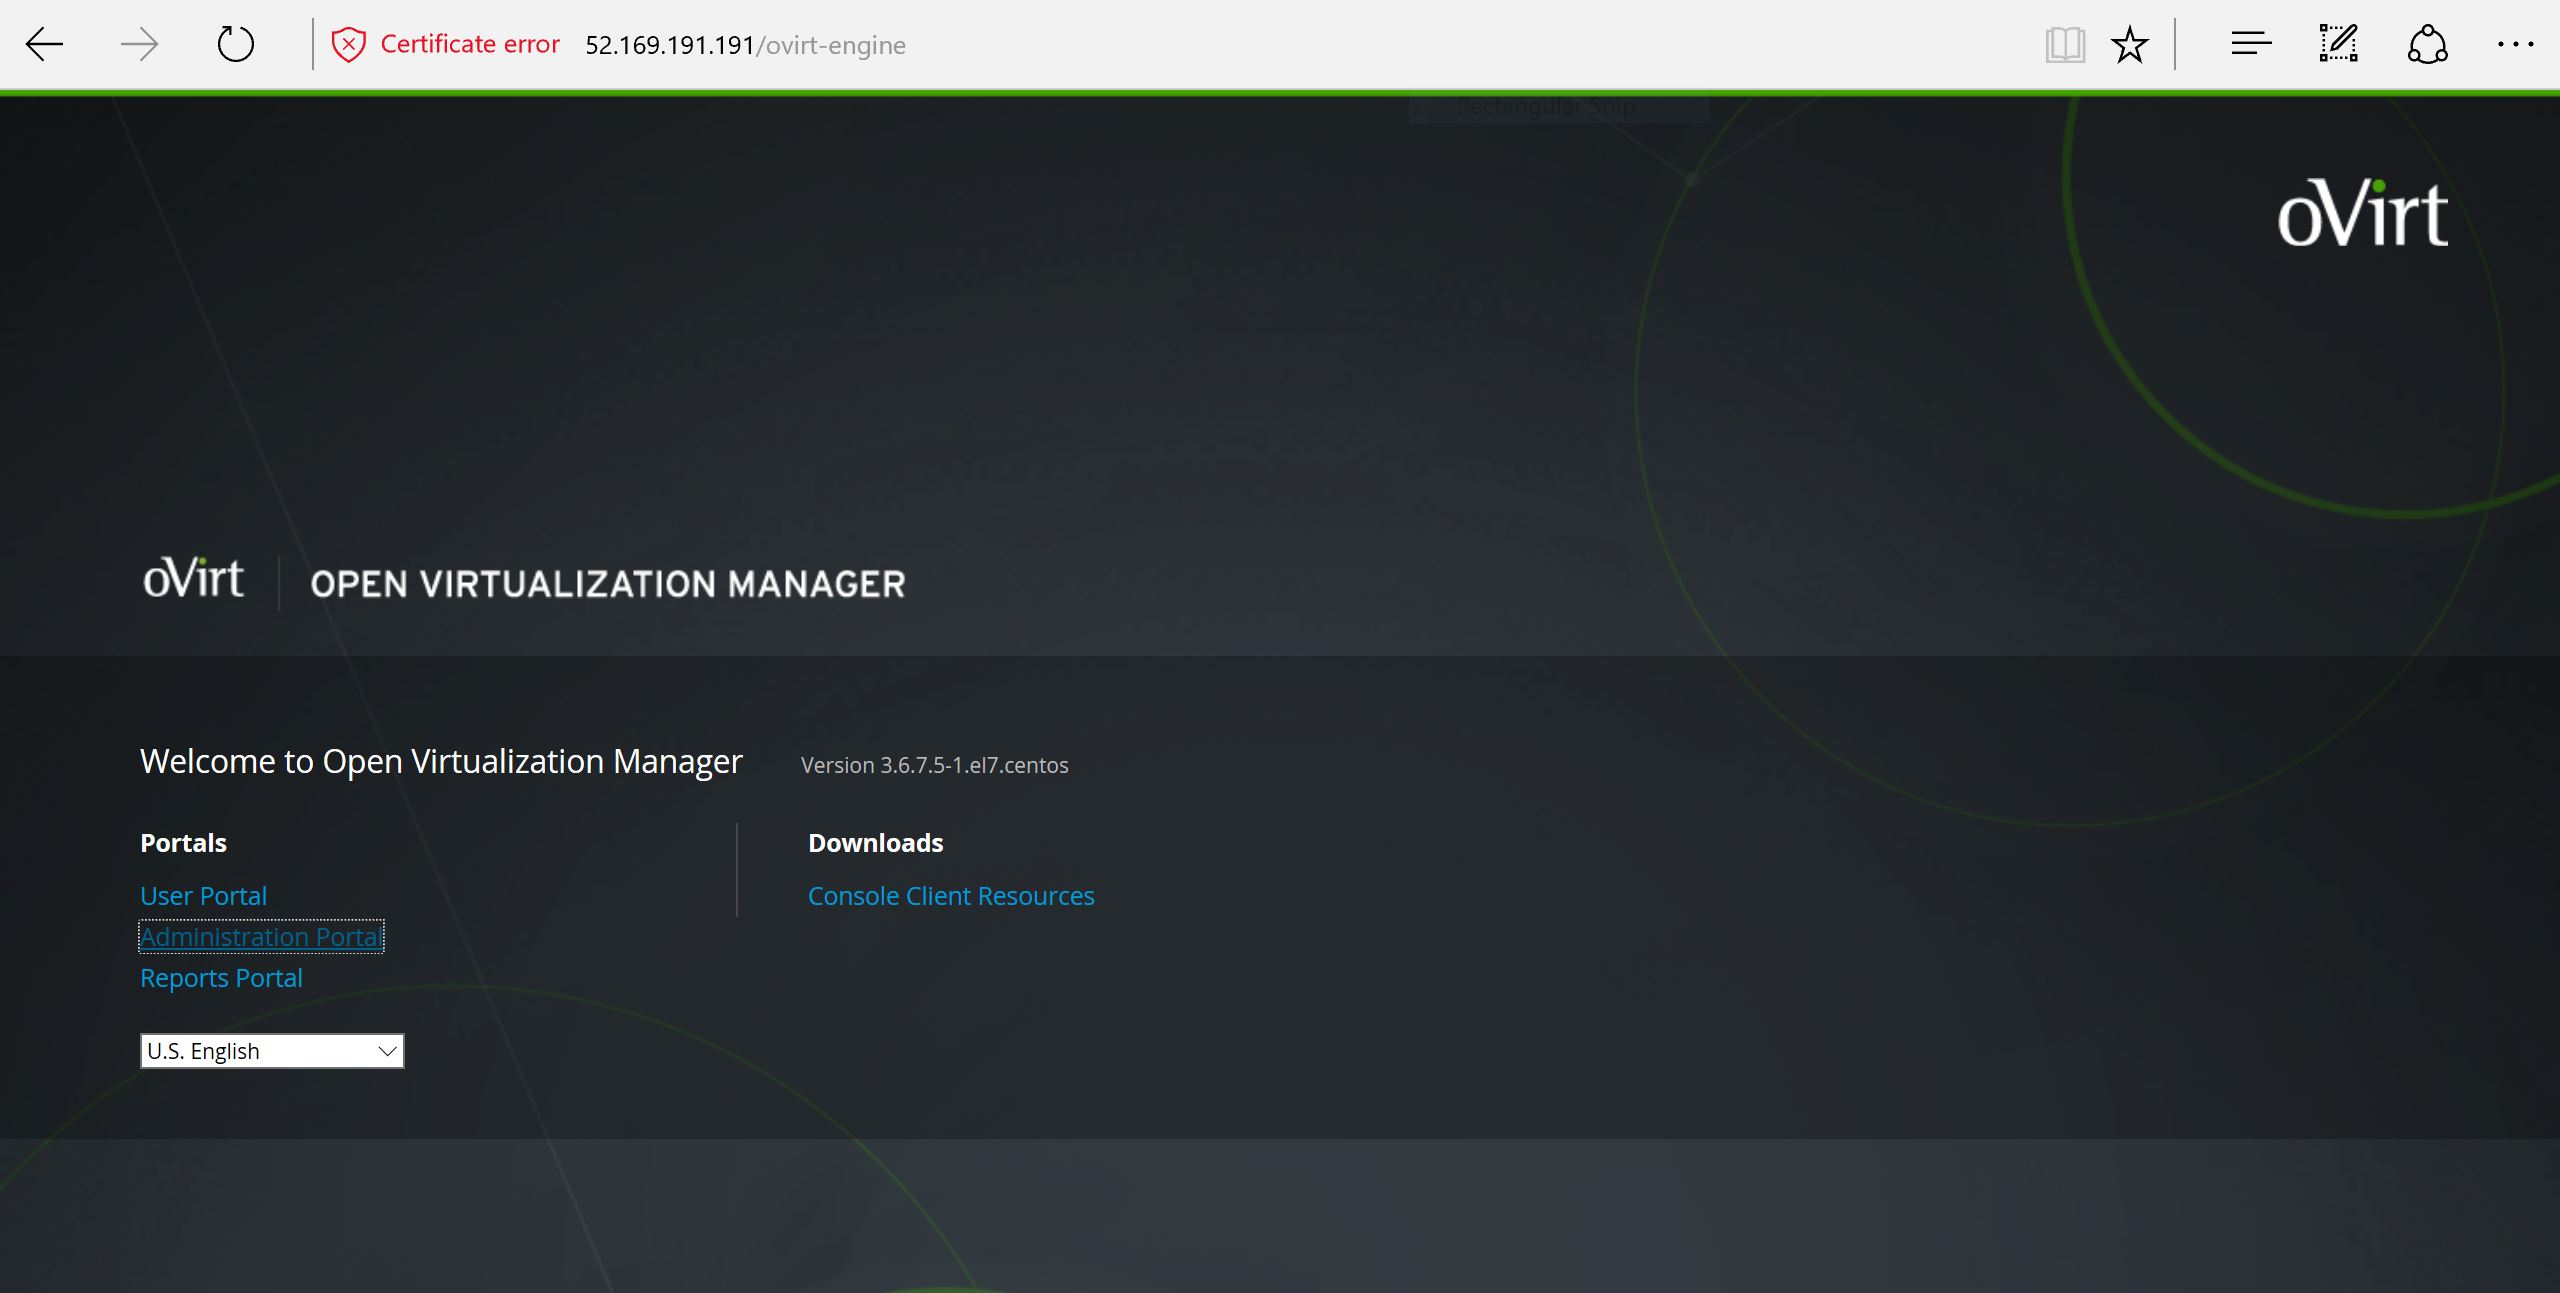 Certificate error 52.169.191.191/ovirt-engine
Rectangular Snip
oVirt
oVirt OPEN VIRTUALIZATION MANAGER
Welcome to Open Virtualization Manager Version 3.6.7.5-1.el7.centos
Portals
User Portal
Administration Portal
Reports Portal
U.S. English
Downloads
Console Client Resources